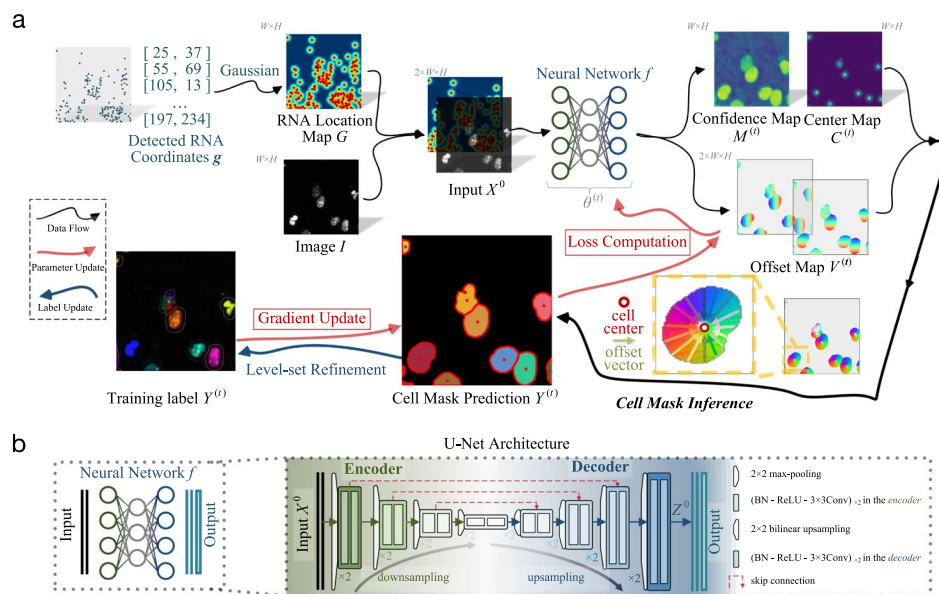 a
[ 25 , 37]
[ 55 , 69]
[105, 13]
...
[197, 234]
Detected RNA
Coordinates g
Gaussian
W×H
RNA Location
Map G
W×H
Image I
2×W×H
Input X⁰
Neural Network f
θ⁽ᵗ⁾
W×H
Confidence Map
M⁽ᵗ⁾
W×H
Center Map
C⁽ᵗ⁾
2×W×H
Offset Map V⁽ᵗ⁾
Loss Computation
Data Flow
Parameter Update
Label Update
Training label Y⁽ᵗ⁾
Gradient Update
Level-set Refinement
Cell Mask Prediction Y⁽ᵗ⁾
cell
center
offset
vector
Cell Mask Inference
b
U-Net Architecture
Neural Network f
Input
Output
Input X⁰
Encoder
Decoder
×2
×2
×2
×2
×2
×2
×2
×2
downsampling
upsampling
Z⁰
Output
2×2 max-pooling
(BN - ReLU - 3×3Conv) ×2 in the encoder
2×2 bilinear upsampling
(BN - ReLU - 3×3Conv) ×2 in the decoder
skip connection